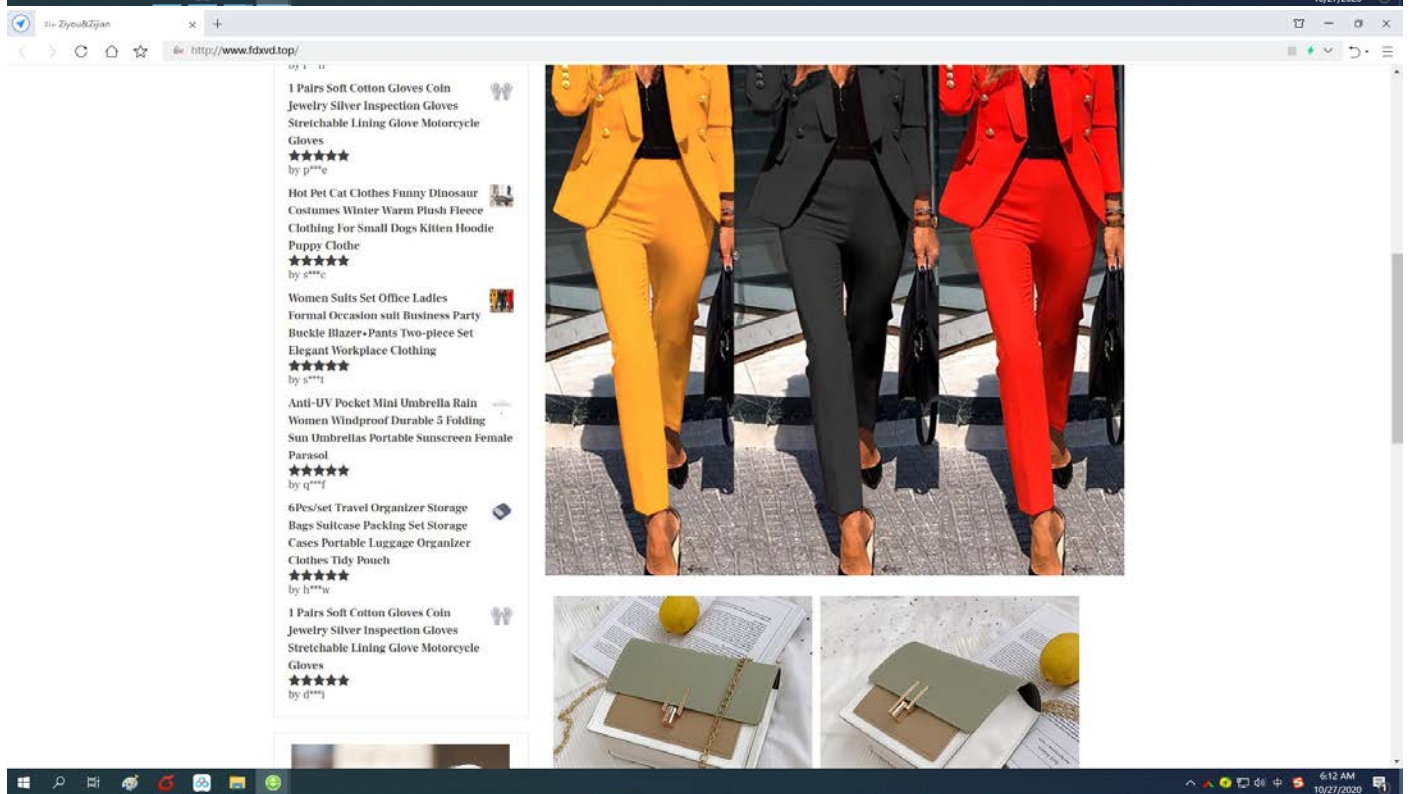 10/27/2020
Ziyou&Zijian
http://www.fdxvd.top/
1 Pairs Soft Cotton Gloves Coin
Jewelry Silver Inspection Gloves
Stretchable Lining Glove Motorcycle
Gloves
by p***e
Hot Pet Cat Clothes Funny Dinosaur
Costumes Winter Warm Plush Fleece
Clothing For Small Dogs Kitten Hoodie
Puppy Clothe
by s***c
Women Suits Set Office Ladies
Formal Occasion suit Business Party
Buckle Blazer+Pants Two-piece Set
Elegant Workplace Clothing
by s***t
Anti-UV Pocket Mini Umbrella Rain
Women Windproof Durable 5 Folding
Sun Umbrellas Portable Sunscreen Female
Parasol
by q***f
6Pcs/set Travel Organizer Storage
Bags Suitcase Packing Set Storage
Cases Portable Luggage Organizer
Clothes Tidy Pouch
by h***w
1 Pairs Soft Cotton Gloves Coin
Jewelry Silver Inspection Gloves
Stretchable Lining Glove Motorcycle
Gloves
by d***i
中
6:12 AM
10/27/2020